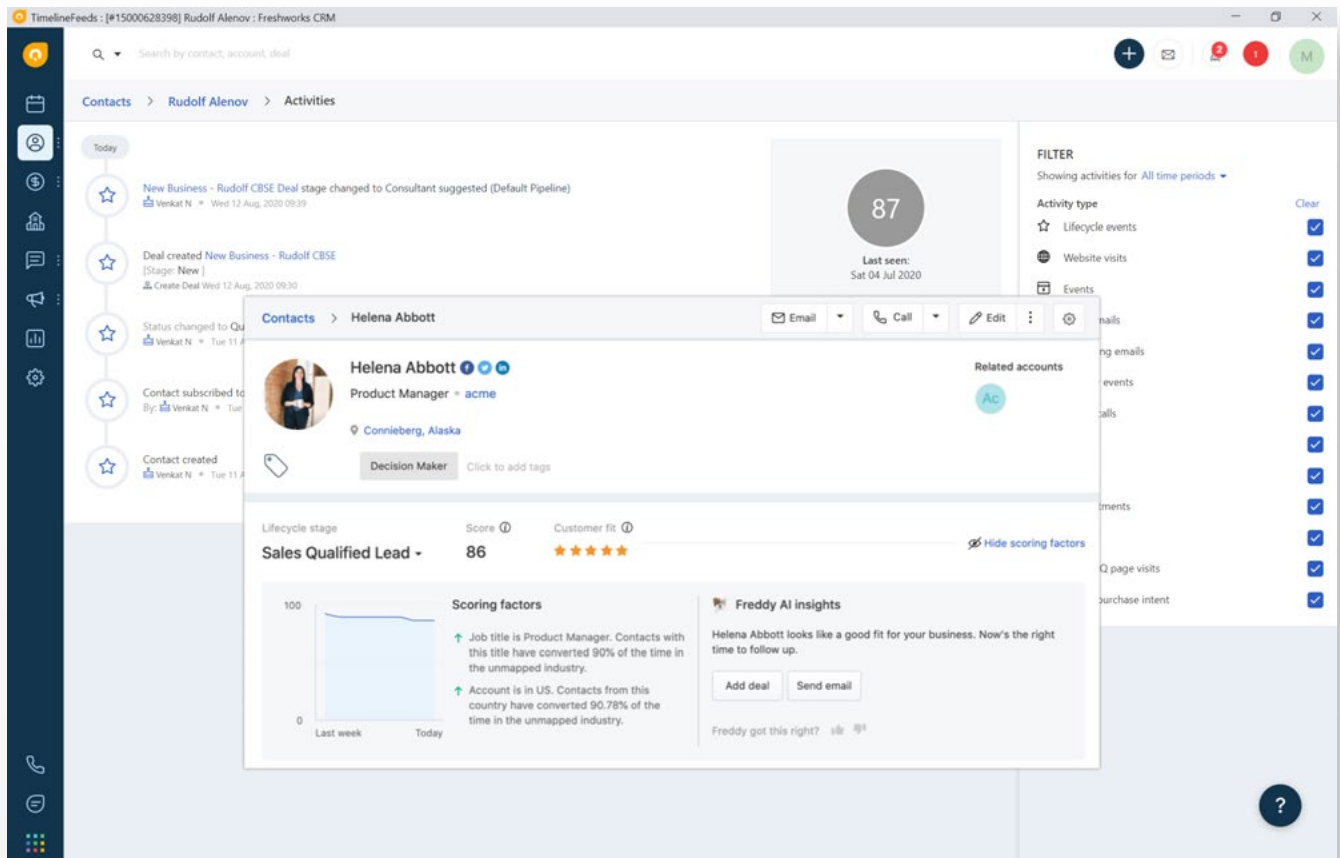 TimelineFeeds : [#15000628398] Rudolf Alenov : Freshworks CRM
Search by contact, account, deal
2
1
M
Contacts > Rudolf Alenov > Activities
Today
New Business - Rudolf CBSE Deal stage changed to Consultant suggested (Default Pipeline)
Venkat N • Wed 12 Aug, 2020 09:39
Deal created New Business - Rudolf CBSE
[Stage: New ]
Create Deal Wed 12 Aug, 2020 09:30
Status changed to Qu
Venkat N • Tue 11 A
Contact subscribed to
By: Venkat N • Tue
Contact created
Venkat N • Tue 11 A
87
Last seen:
Sat 04 Jul 2020
FILTER
Showing activities for All time periods
Activity type
Clear
Lifecycle events
Website visits
Events
nails
ng emails
events
alls
tments
Q page visits
purchase intent
Contacts > Helena Abbott
Email
Call
Edit
Helena Abbott
Product Manager • acme
Connieberg, Alaska
Related accounts
Ac
Decision Maker
Click to add tags
Lifecycle stage
Sales Qualified Lead
Score
86
Customer fit
Hide scoring factors
100
0
Last week
Today
Scoring factors
Job title is Product Manager. Contacts with
this title have converted 90% of the time in
the unmapped industry.
Account is in US. Contacts from this
country have converted 90.78% of the
time in the unmapped industry.
Freddy AI insights
Helena Abbott looks like a good fit for your business. Now's the right
time to follow up.
Add deal
Send email
Freddy got this right?
?